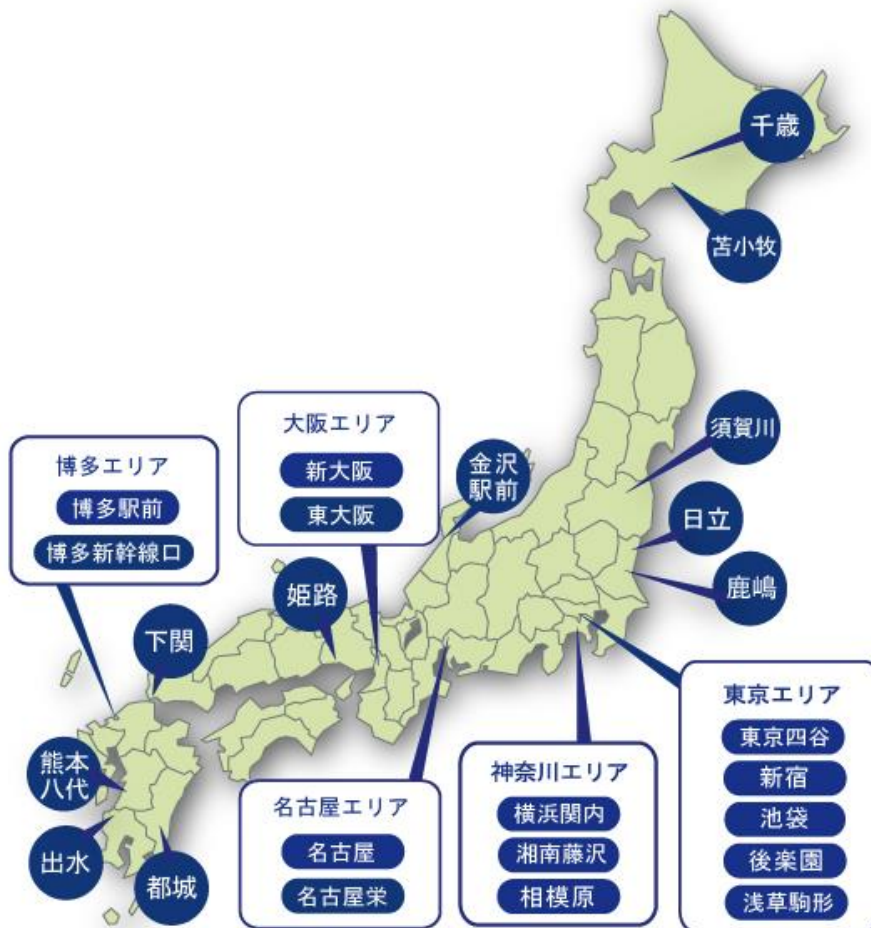 千歳
苫小牧
須賀川
日立
鹿嶋
金沢
駅前
大阪エリア
新大阪
東大阪
博多エリア
博多駅前
博多新幹線口
姫路
下関
熊本
八代
出水
都城
名古屋エリア
名古屋
名古屋栄
神奈川エリア
横浜関内
湘南藤沢
相模原
東京エリア
東京四谷
新宿
池袋
後楽園
浅草駒形